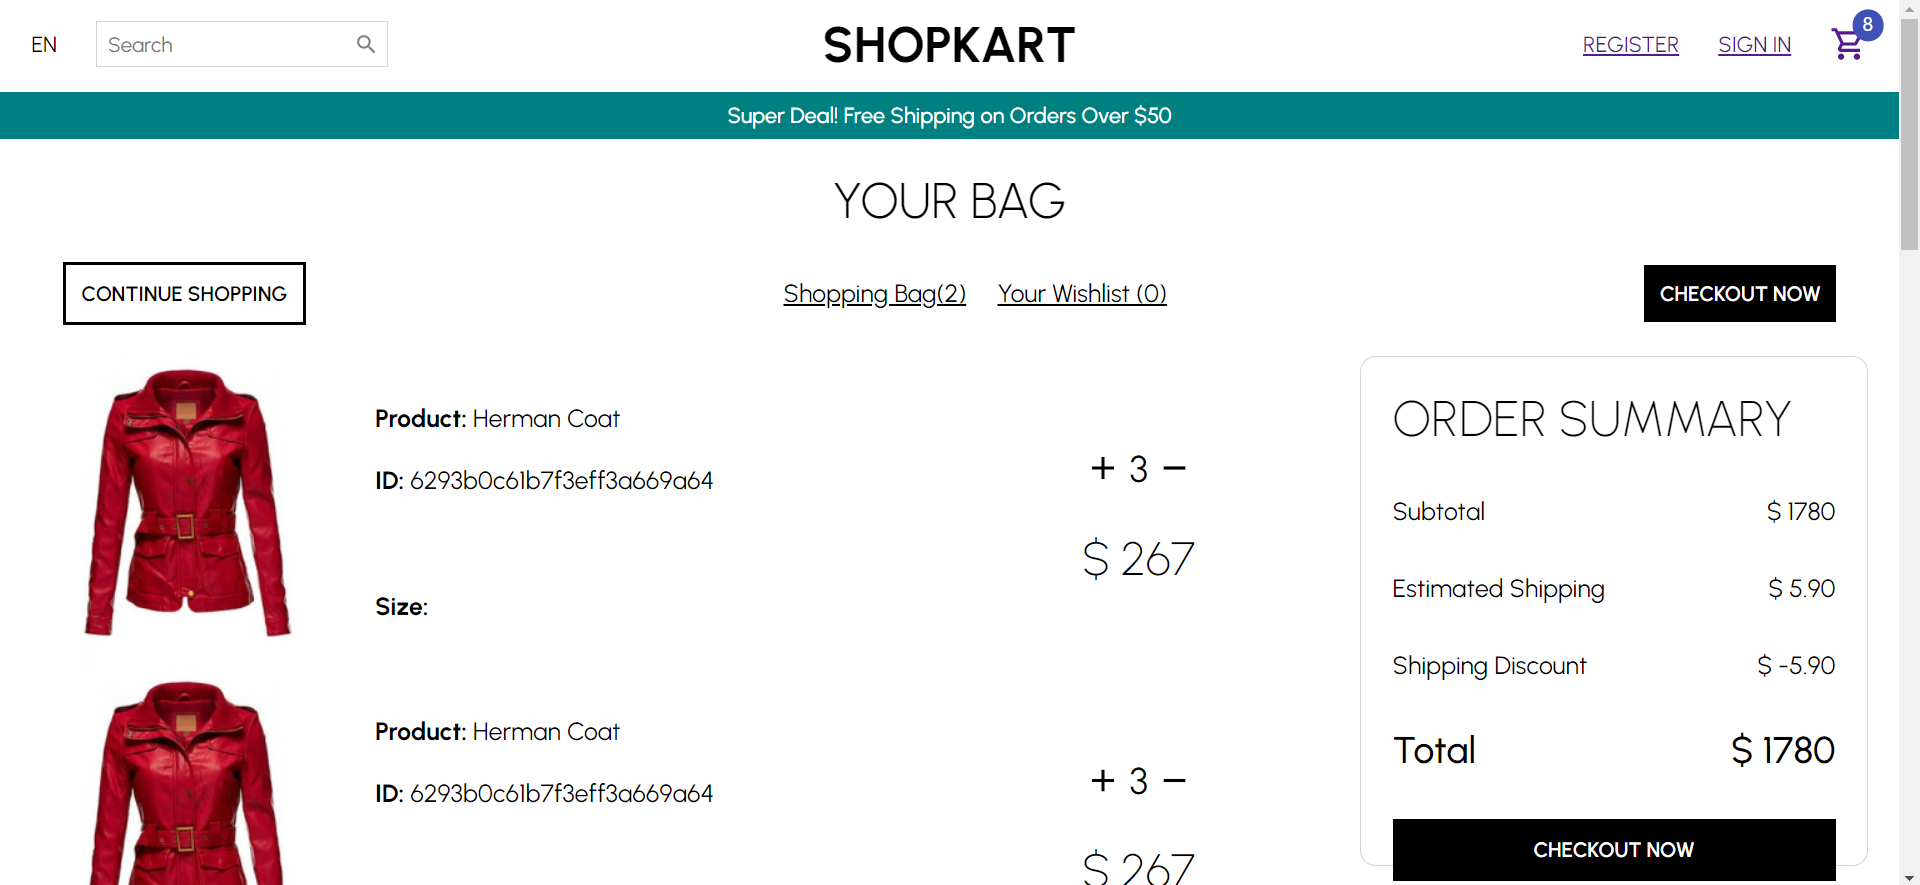 EN
Search
SHOPKART
REGISTER
SIGN IN
8
Super Deal! Free Shipping on Orders Over $50
YOUR BAG
CONTINUE SHOPPING
Shopping Bag(2)
Your Wishlist (0)
CHECKOUT NOW
Product: Herman Coat
ID: 6293b0c61b7f3eff3a669a64
Size:
+ 3 −
$ 267
Product: Herman Coat
ID: 6293b0c61b7f3eff3a669a64
+ 3 −
$ 267
ORDER SUMMARY
Subtotal $ 1780
Estimated Shipping $ 5.90
Shipping Discount $ -5.90
Total $ 1780
CHECKOUT NOW